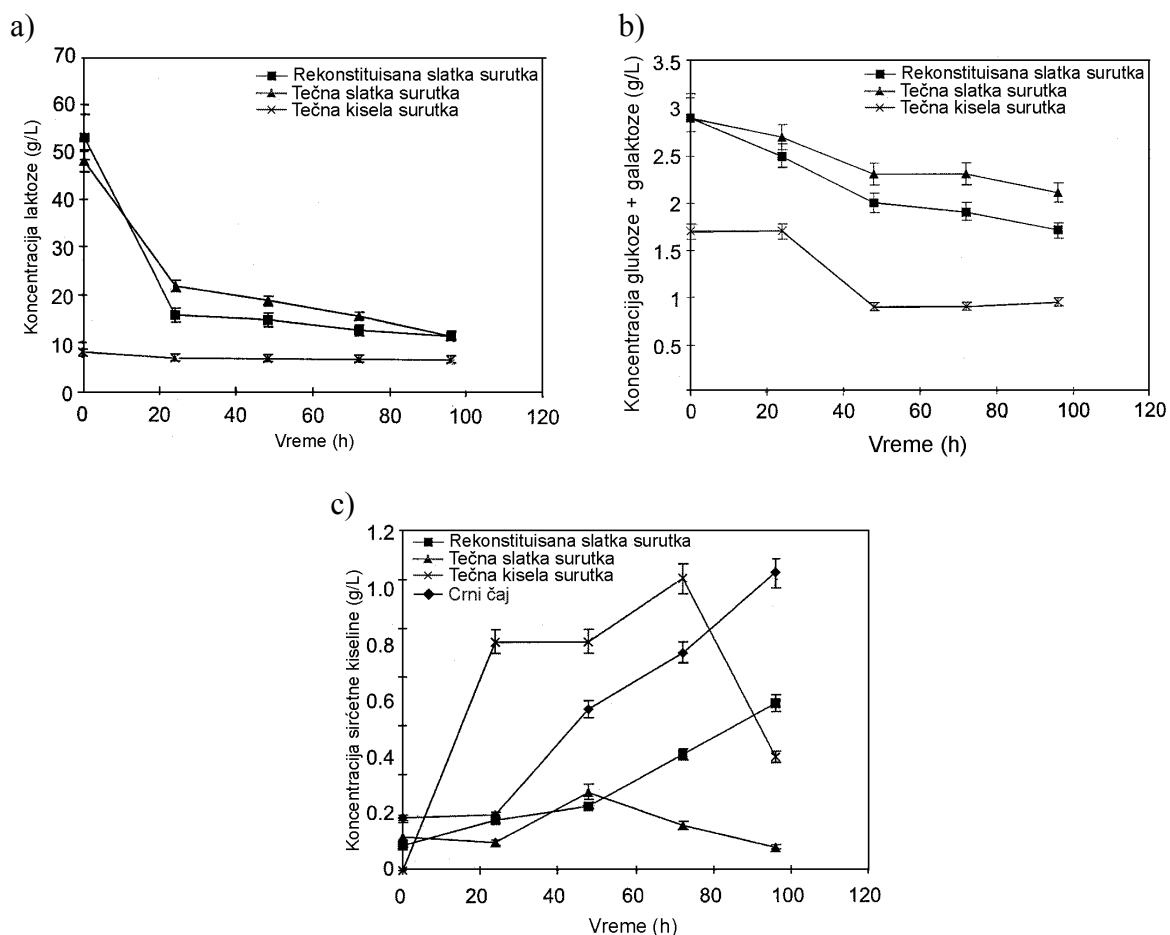 a)
Koncentracija laktoze (g/L)
70
60
50
40
30
20
10
0
Rekonstituisana slatka surutka
Tečna slatka surutka
Tečna kisela surutka
0 20 40 60 80 100 120
Vreme (h)
b)
Koncentracija glukoze + galaktoze (g/L)
3.5
3
2.5
2
1.5
1
0.5
Rekonstituisana slatka surutka
Tečna slatka surutka
Tečna kisela surutka
0 20 40 60 80 100 120
Vreme (h)
c)
Koncentracija sirćetne kiseline (g/L)
1.2
1.0
0.8
0.6
0.4
0.2
0
Rekonstituisana slatka surutka
Tečna slatka surutka
Tečna kisela surutka
Crni čaj
0 20 40 60 80 100 120
Vreme (h)